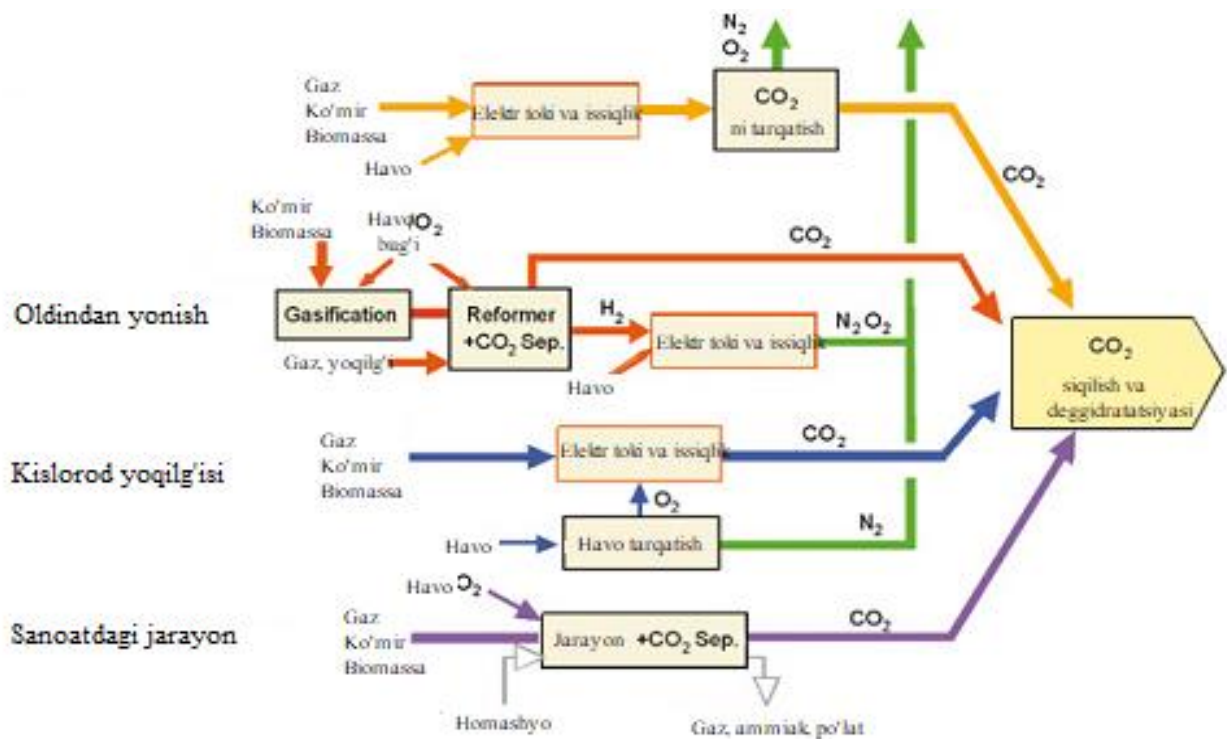 N₂
O₂
Gaz
Ko'mir
Biomassa
Elektr toki va issiqlik
CO₂
ni tarqatish
Havo
CO₂
Ko'mir
Biomassa
Havo/O₂
bug'i
CO₂
Oldindan yonish
Gasification
Reformer
+CO₂ Sep.
H₂
Elektr toki va issiqlik
N₂ O₂
Gaz, yoqilg'i
Havo
CO₂
siqilish va
deggidratatsiyasi
Kislorod yoqilg'isi
Gaz
Ko'mir
Biomassa
Elektr toki va issiqlik
CO₂
O₂
Havo
Havo tarqatish
N₂
Havo O₂
Sanoatdagi jarayon
Gaz
Ko'mir
Biomassa
Jarayon +CO₂ Sep.
CO₂
Homashyo
Gaz, ammiak, po'lat